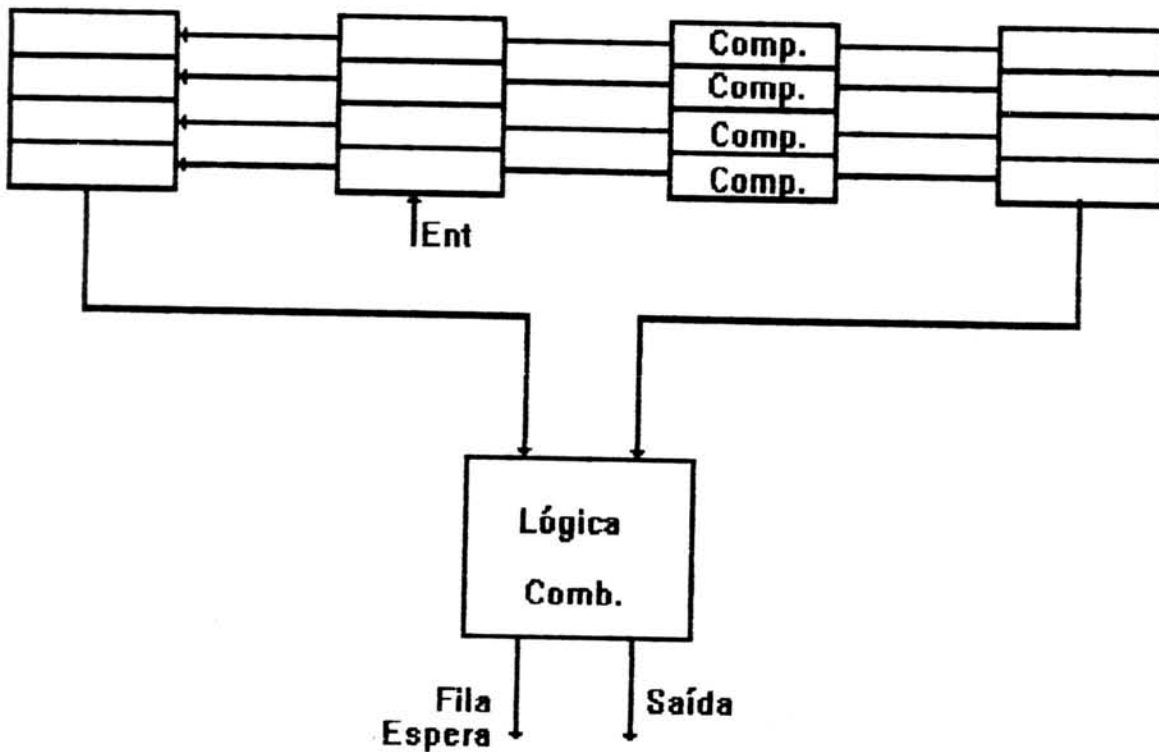 Comp.
Comp.
Comp.
Comp.
Ent
Lógica
Comb.
Fila
Espera
Saída